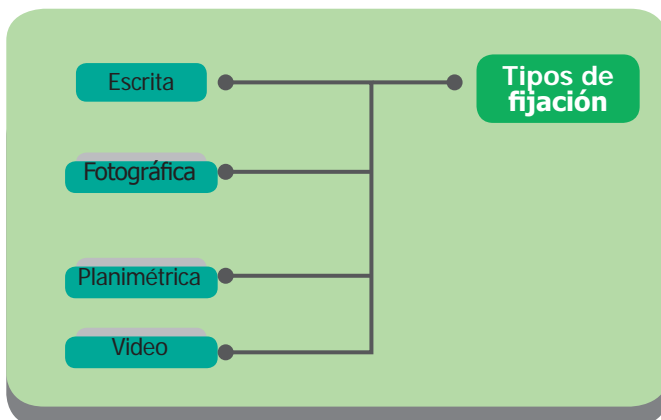 Escrita
Tipos de
fijación
Fotográfica
Planimétrica
Video